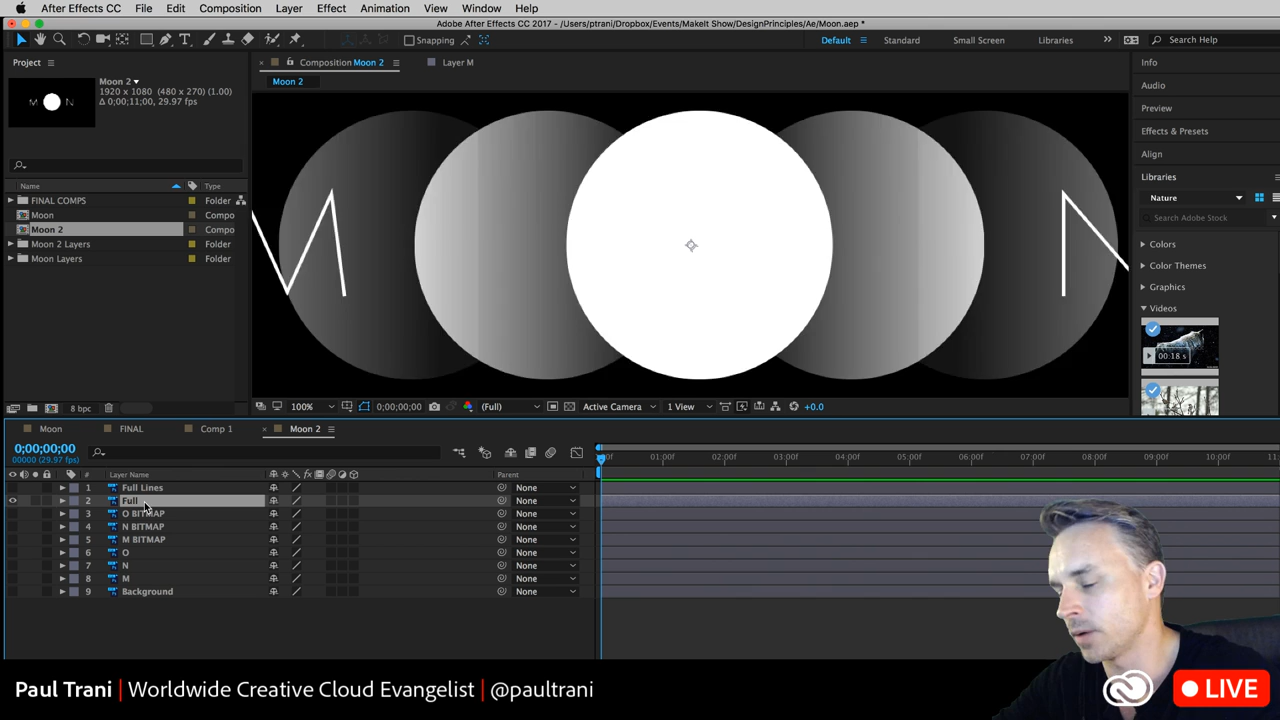 After Effects CC File Edit Composition Layer Effect Animation View Window Help
Adobe After Effects CC 2017 - /Users/ptrani/Dropbox/Events/MakeIt Show/DesignPrinciples/Ae/Moon.aep *
Snapping
Default Standard Small Screen Libraries Search Help
Project
Moon 2
1920 x 1080 (480 x 270) (1.00)
Δ 0;00;11;00, 29.97 fps)
M N
Name Type
FINAL COMPS Folder
Moon Compo
Moon 2 Compo
Moon 2 Layers Folder
Moon Layers Folder
8 bpc
Composition Moon 2
Layer M
Moon 2
M N
100% 0;00;00;00 (Full) Active Camera 1 View +0.0
Info
Audio
Preview
Effects & Presets
Align
Libraries
Nature
Search Adobe Stock
Colors
Color Themes
Graphics
Videos
00:18 s
Moon FINAL Comp 1 Moon 2
0;00;00;00
00000 (29.97 fps)
# Layer Name fx Parent
1 Full Lines None
2 Full None
3 O BITMAP None
4 N BITMAP None
5 M BITMAP None
6 O None
7 N None
8 M None
9 Background None
01:00f 02:00f 03:00f 04:00f 05:00f 06:00f 07:00f 08:00f 09:00f 10:00f
Paul Trani | Worldwide Creative Cloud Evangelist | @paultrani
LIVE